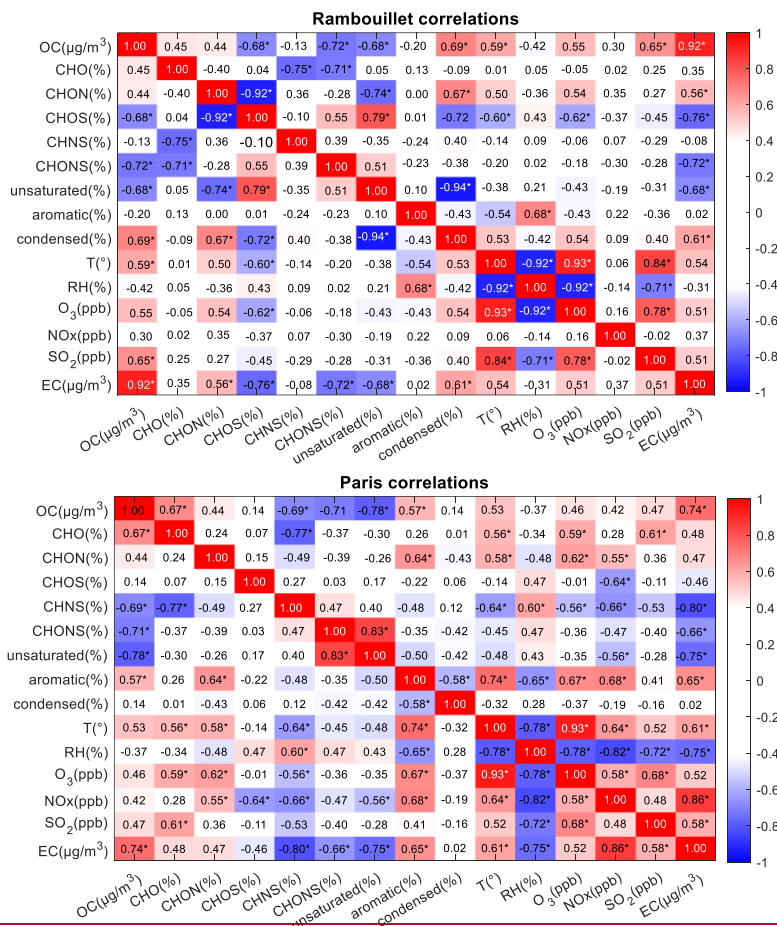 Rambouillet correlations
OC(µg/m³) 1.00 0.45 0.44 -0.68* -0.13 -0.72* -0.68* -0.20 0.69* 0.59* -0.42 0.55 0.30 0.65* 0.92*
CHO(%) 0.45 1.00 -0.40 0.04 -0.75* -0.71* 0.05 0.13 -0.09 0.01 0.05 -0.05 0.02 0.25 0.35
CHON(%) 0.44 -0.40 1.00 -0.92* 0.36 -0.28 -0.74* 0.00 0.67* 0.50 -0.36 0.54 0.35 0.27 0.56*
CHOS(%) -0.68* 0.04 -0.92* 1.00 -0.10 0.55 0.79* 0.01 -0.72 -0.60* 0.43 -0.62* -0.37 -0.45 -0.76*
CHNS(%) -0.13 -0.75* 0.36 -0.10 1.00 0.39 -0.35 -0.24 0.40 -0.14 0.09 -0.06 0.07 -0.29 -0.08
CHONS(%) -0.72* -0.71* -0.28 0.55 0.39 1.00 0.51 -0.23 -0.38 -0.20 0.02 -0.18 -0.30 -0.28 -0.72*
unsaturated(%) -0.68* 0.05 -0.74* 0.79* -0.35 0.51 1.00 0.10 -0.94* -0.38 0.21 -0.43 -0.19 -0.31 -0.68*
aromatic(%) -0.20 0.13 0.00 0.01 -0.24 -0.23 0.10 1.00 -0.43 -0.54 0.68* -0.43 0.22 -0.36 0.02
condensed(%) 0.69* -0.09 0.67* -0.72* 0.40 -0.38 -0.94* -0.43 1.00 0.53 -0.42 0.54 0.09 0.40 0.61*
T(°) 0.59* 0.01 0.50 -0.60* -0.14 -0.20 -0.38 -0.54 0.53 1.00 -0.92* 0.93* 0.06 0.84* 0.54
RH(%) -0.42 0.05 -0.36 0.43 0.09 0.02 0.21 0.68* -0.42 -0.92* 1.00 -0.92* -0.14 -0.71* -0.31
O₃(ppb) 0.55 -0.05 0.54 -0.62* -0.06 -0.18 -0.43 -0.43 0.54 0.93* -0.92* 1.00 0.16 0.78* 0.51
NOx(ppb) 0.30 0.02 0.35 -0.37 0.07 -0.30 -0.19 0.22 0.09 0.06 -0.14 0.16 1.00 -0.02 0.37
SO₂(ppb) 0.65* 0.25 0.27 -0.45 -0.29 -0.28 -0.31 -0.36 0.40 0.84* -0.71* 0.78* -0.02 1.00 0.51
EC(µg/m³) 0.92* 0.35 0.56* -0.76* -0.08 -0.72* -0.68* 0.02 0.61* 0.54 -0.31 0.51 0.37 0.51 1.00
OC(µg/m³) CHO(%) CHON(%) CHOS(%) CHNS(%) CHONS(%) unsaturated(%) aromatic(%) condensed(%) T(°) RH(%) O₃(ppb) NOx(ppb) SO₂(ppb) EC(µg/m³)
1
0.8
0.6
0.4
0.2
0
-0.2
-0.4
-0.6
-0.8
-1
Paris correlations
OC(µg/m³) 1.00 0.67* 0.44 0.14 -0.69* -0.71 -0.78* 0.57* 0.14 0.53 -0.37 0.46 0.42 0.47 0.74*
CHO(%) 0.67* 1.00 0.24 0.07 -0.77* -0.37 -0.30 0.26 0.01 0.56* -0.34 0.59* 0.28 0.61* 0.48
CHON(%) 0.44 0.24 1.00 0.15 -0.49 -0.39 -0.26 0.64* -0.43 0.58* -0.48 0.62* 0.55* 0.36 0.47
CHOS(%) 0.14 0.07 0.15 1.00 0.27 0.03 0.17 -0.22 0.06 -0.14 0.47 -0.01 -0.64* -0.11 -0.46
CHNS(%) -0.69* -0.77* -0.49 0.27 1.00 0.47 0.40 -0.48 0.12 -0.64* 0.60* -0.56* -0.66* -0.53 -0.80*
CHONS(%) -0.71* -0.37 -0.39 0.03 0.47 1.00 0.83* -0.35 -0.42 -0.45 0.47 -0.36 -0.47 -0.40 -0.66*
unsaturated(%) -0.78* -0.30 -0.26 0.17 0.40 0.83* 1.00 -0.50 -0.42 -0.48 0.43 -0.35 -0.56* -0.28 -0.75*
aromatic(%) 0.57* 0.26 0.64* -0.22 -0.48 -0.35 -0.50 1.00 -0.58* 0.74* -0.65* 0.67* 0.68* 0.41 0.65*
condensed(%) 0.14 0.01 -0.43 0.06 0.12 -0.42 -0.42 -0.58* 1.00 -0.32 0.28 -0.37 -0.19 -0.16 0.02
T(°) 0.53 0.56* 0.58* -0.14 -0.64* -0.45 -0.48 0.74* -0.32 1.00 -0.78* 0.93* 0.64* 0.52 0.61*
RH(%) -0.37 -0.34 -0.48 0.47 0.60* 0.47 0.43 -0.65* 0.28 -0.78* 1.00 -0.78* -0.82* -0.72* -0.75*
O₃(ppb) 0.46 0.59* 0.62* -0.01 -0.56* -0.36 -0.35 0.67* -0.37 0.93* -0.78* 1.00 0.58* 0.68* 0.52
NOx(ppb) 0.42 0.28 0.55* -0.64* -0.66* -0.47 -0.56* 0.68* -0.19 0.64* -0.82* 0.58* 1.00 0.48 0.86*
SO₂(ppb) 0.47 0.61* 0.36 -0.11 -0.53 -0.40 -0.28 0.41 -0.16 0.52 -0.72* 0.68* 0.48 1.00 0.58*
EC(µg/m³) 0.74* 0.48 0.47 -0.46 -0.80* -0.66* -0.75* 0.65* 0.02 0.61* -0.75* 0.52 0.86* 0.58* 1.00
OC(µg/m³) CHO(%) CHON(%) CHOS(%) CHNS(%) CHONS(%) unsaturated(%) aromatic(%) condensed(%) T(°) RH(%) O₃(ppb) NOx(ppb) SO₂(ppb) EC(µg/m³)
1
0.8
0.6
0.4
0.2
0
-0.2
-0.4
-0.6
-0.8
-1